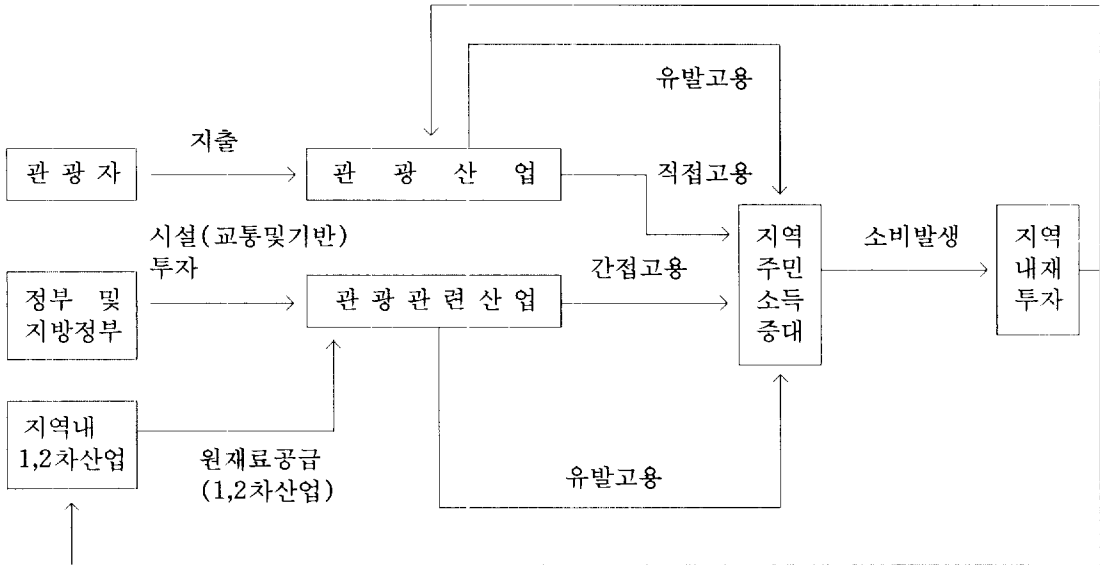 유발고용
지출
관 광 자
관 광 산 업
직접고용
시설(교통및기반)
투자
정부 및
지방정부
관 광 관 련 산 업
간접고용
지역
주민
소득
증대
소비발생
지역
내재
투자
지역내
1,2차산업
원재료공급
(1,2차산업)
유발고용